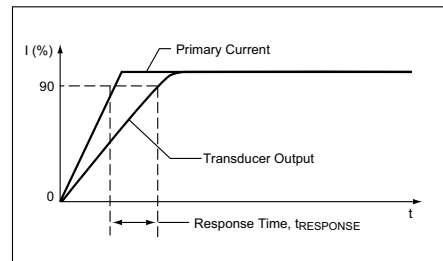 I (%)
Primary Current
90
Transducer Output
0
t
Response Time, tRESPONSE